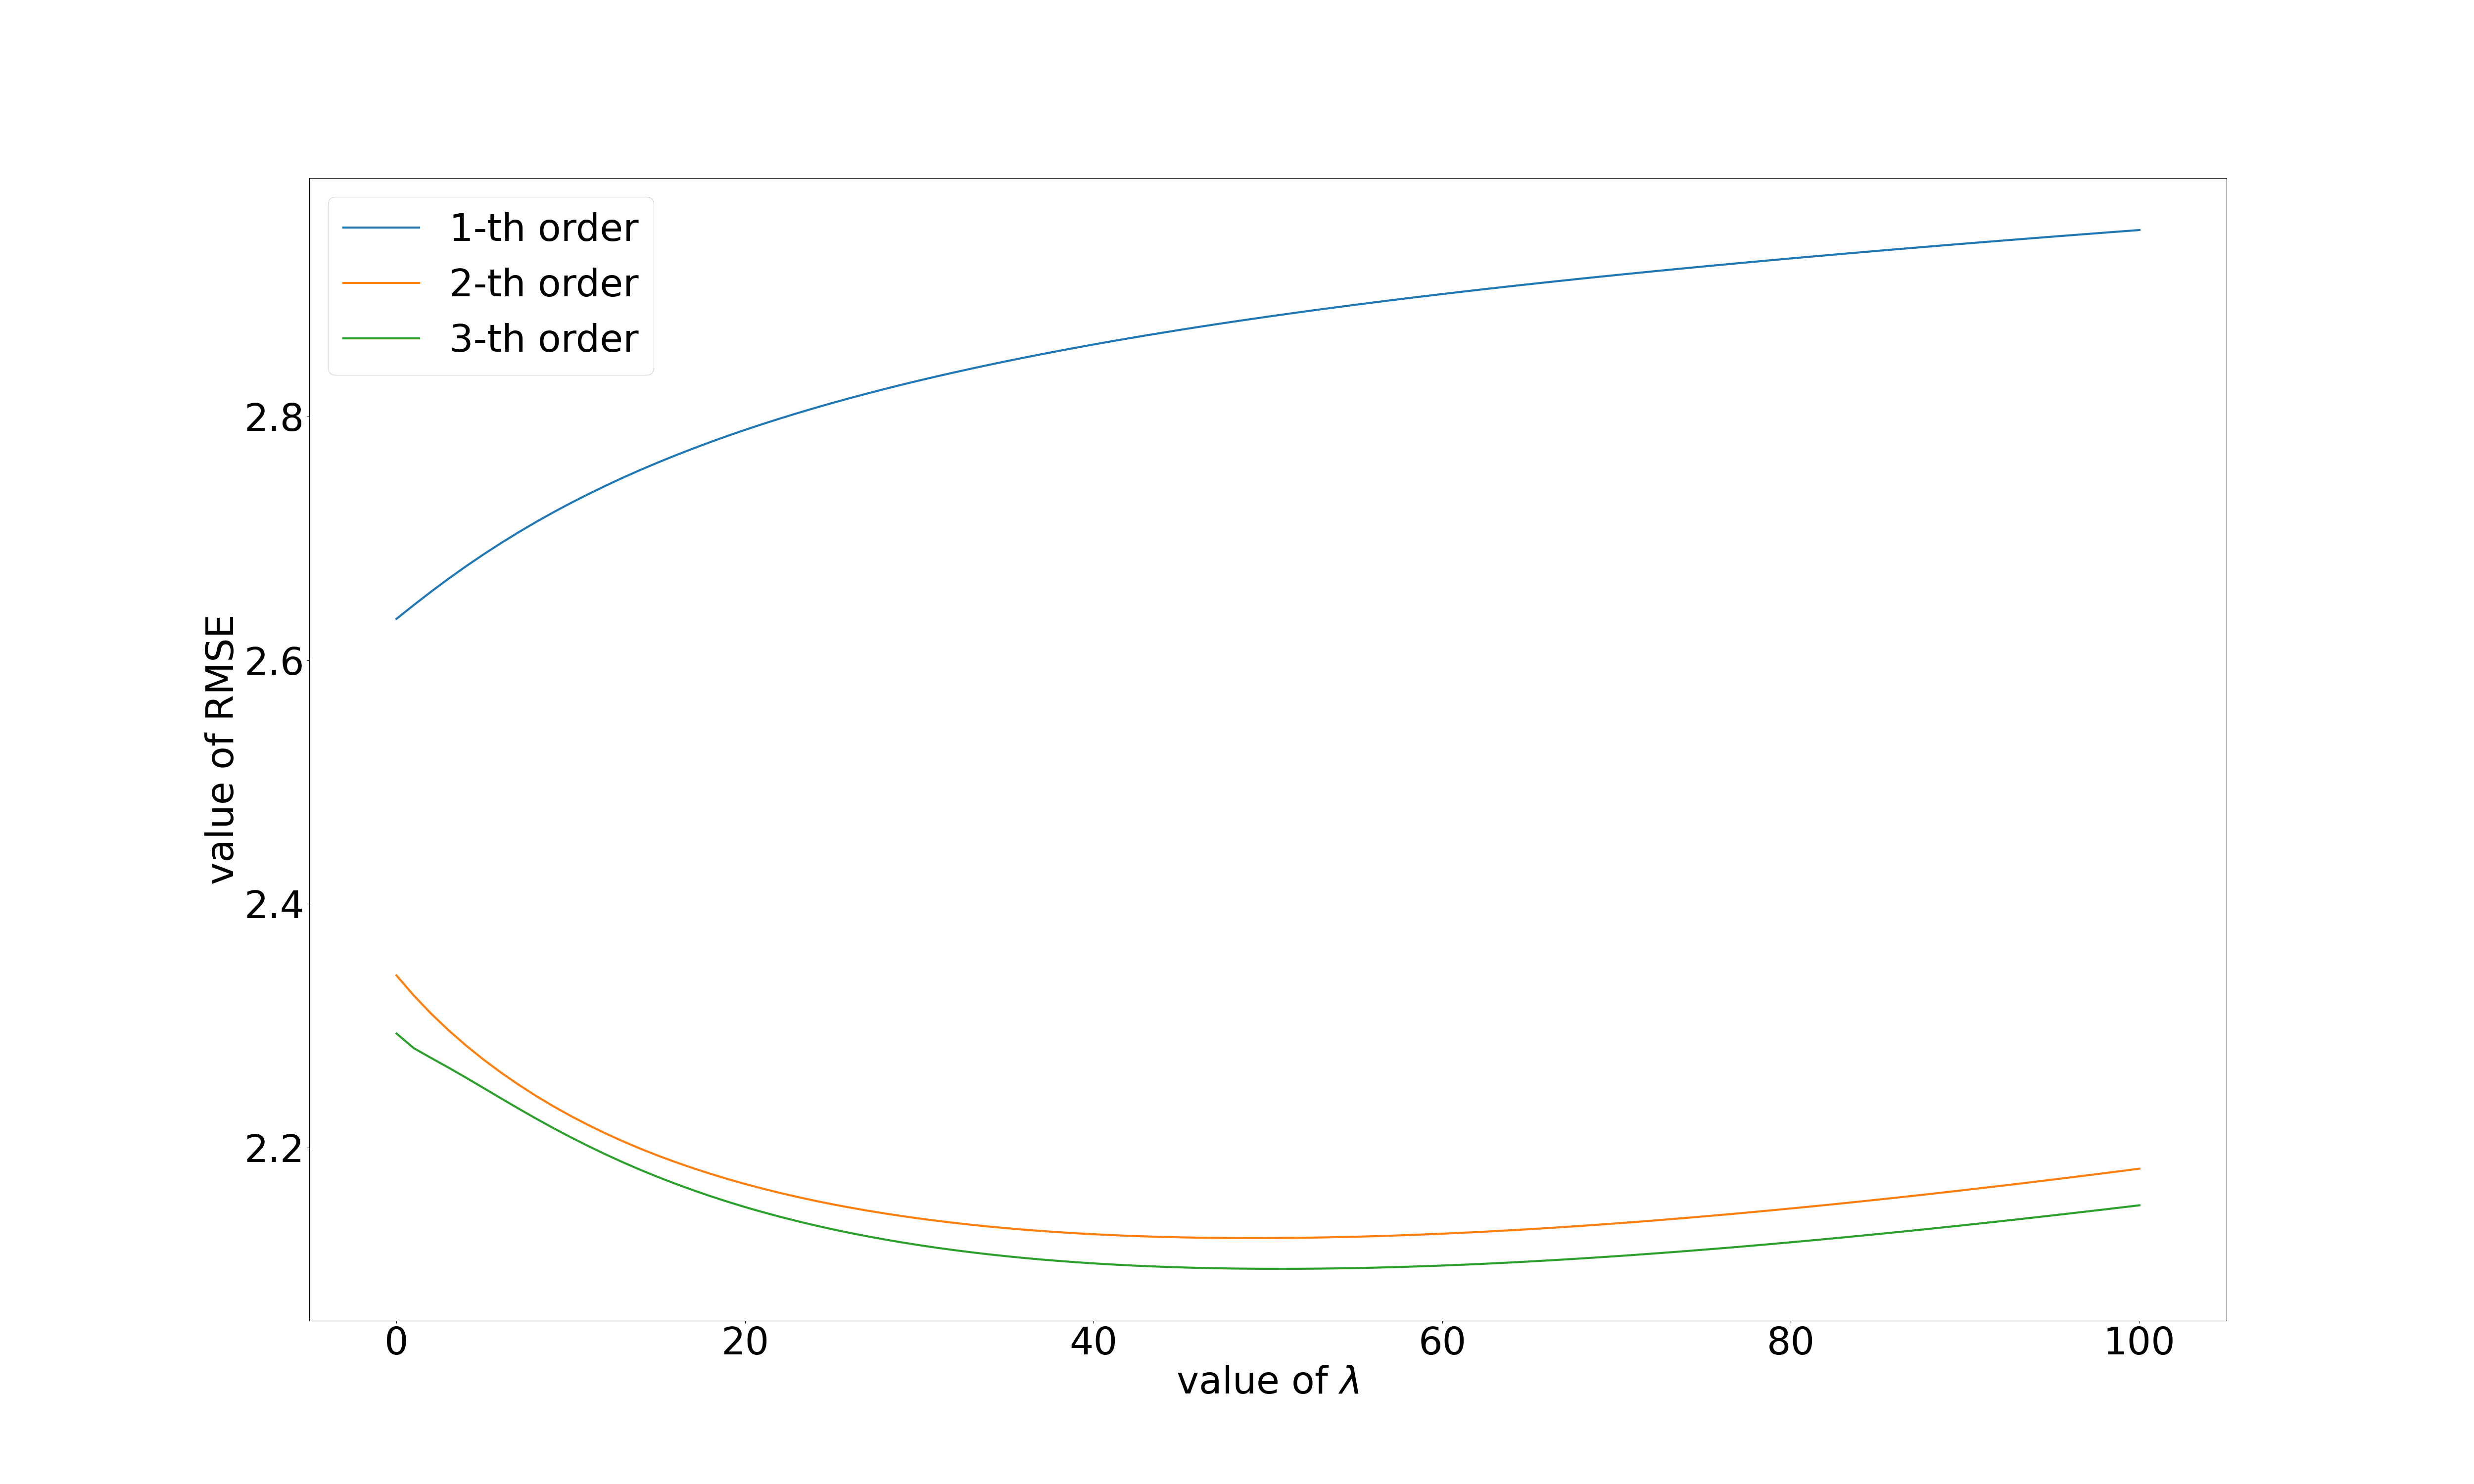 1-th order
2-th order
3-th order
2.8
2.6
2.4
2.2
value of RMSE
0 20 40 60 80 100
value of λ